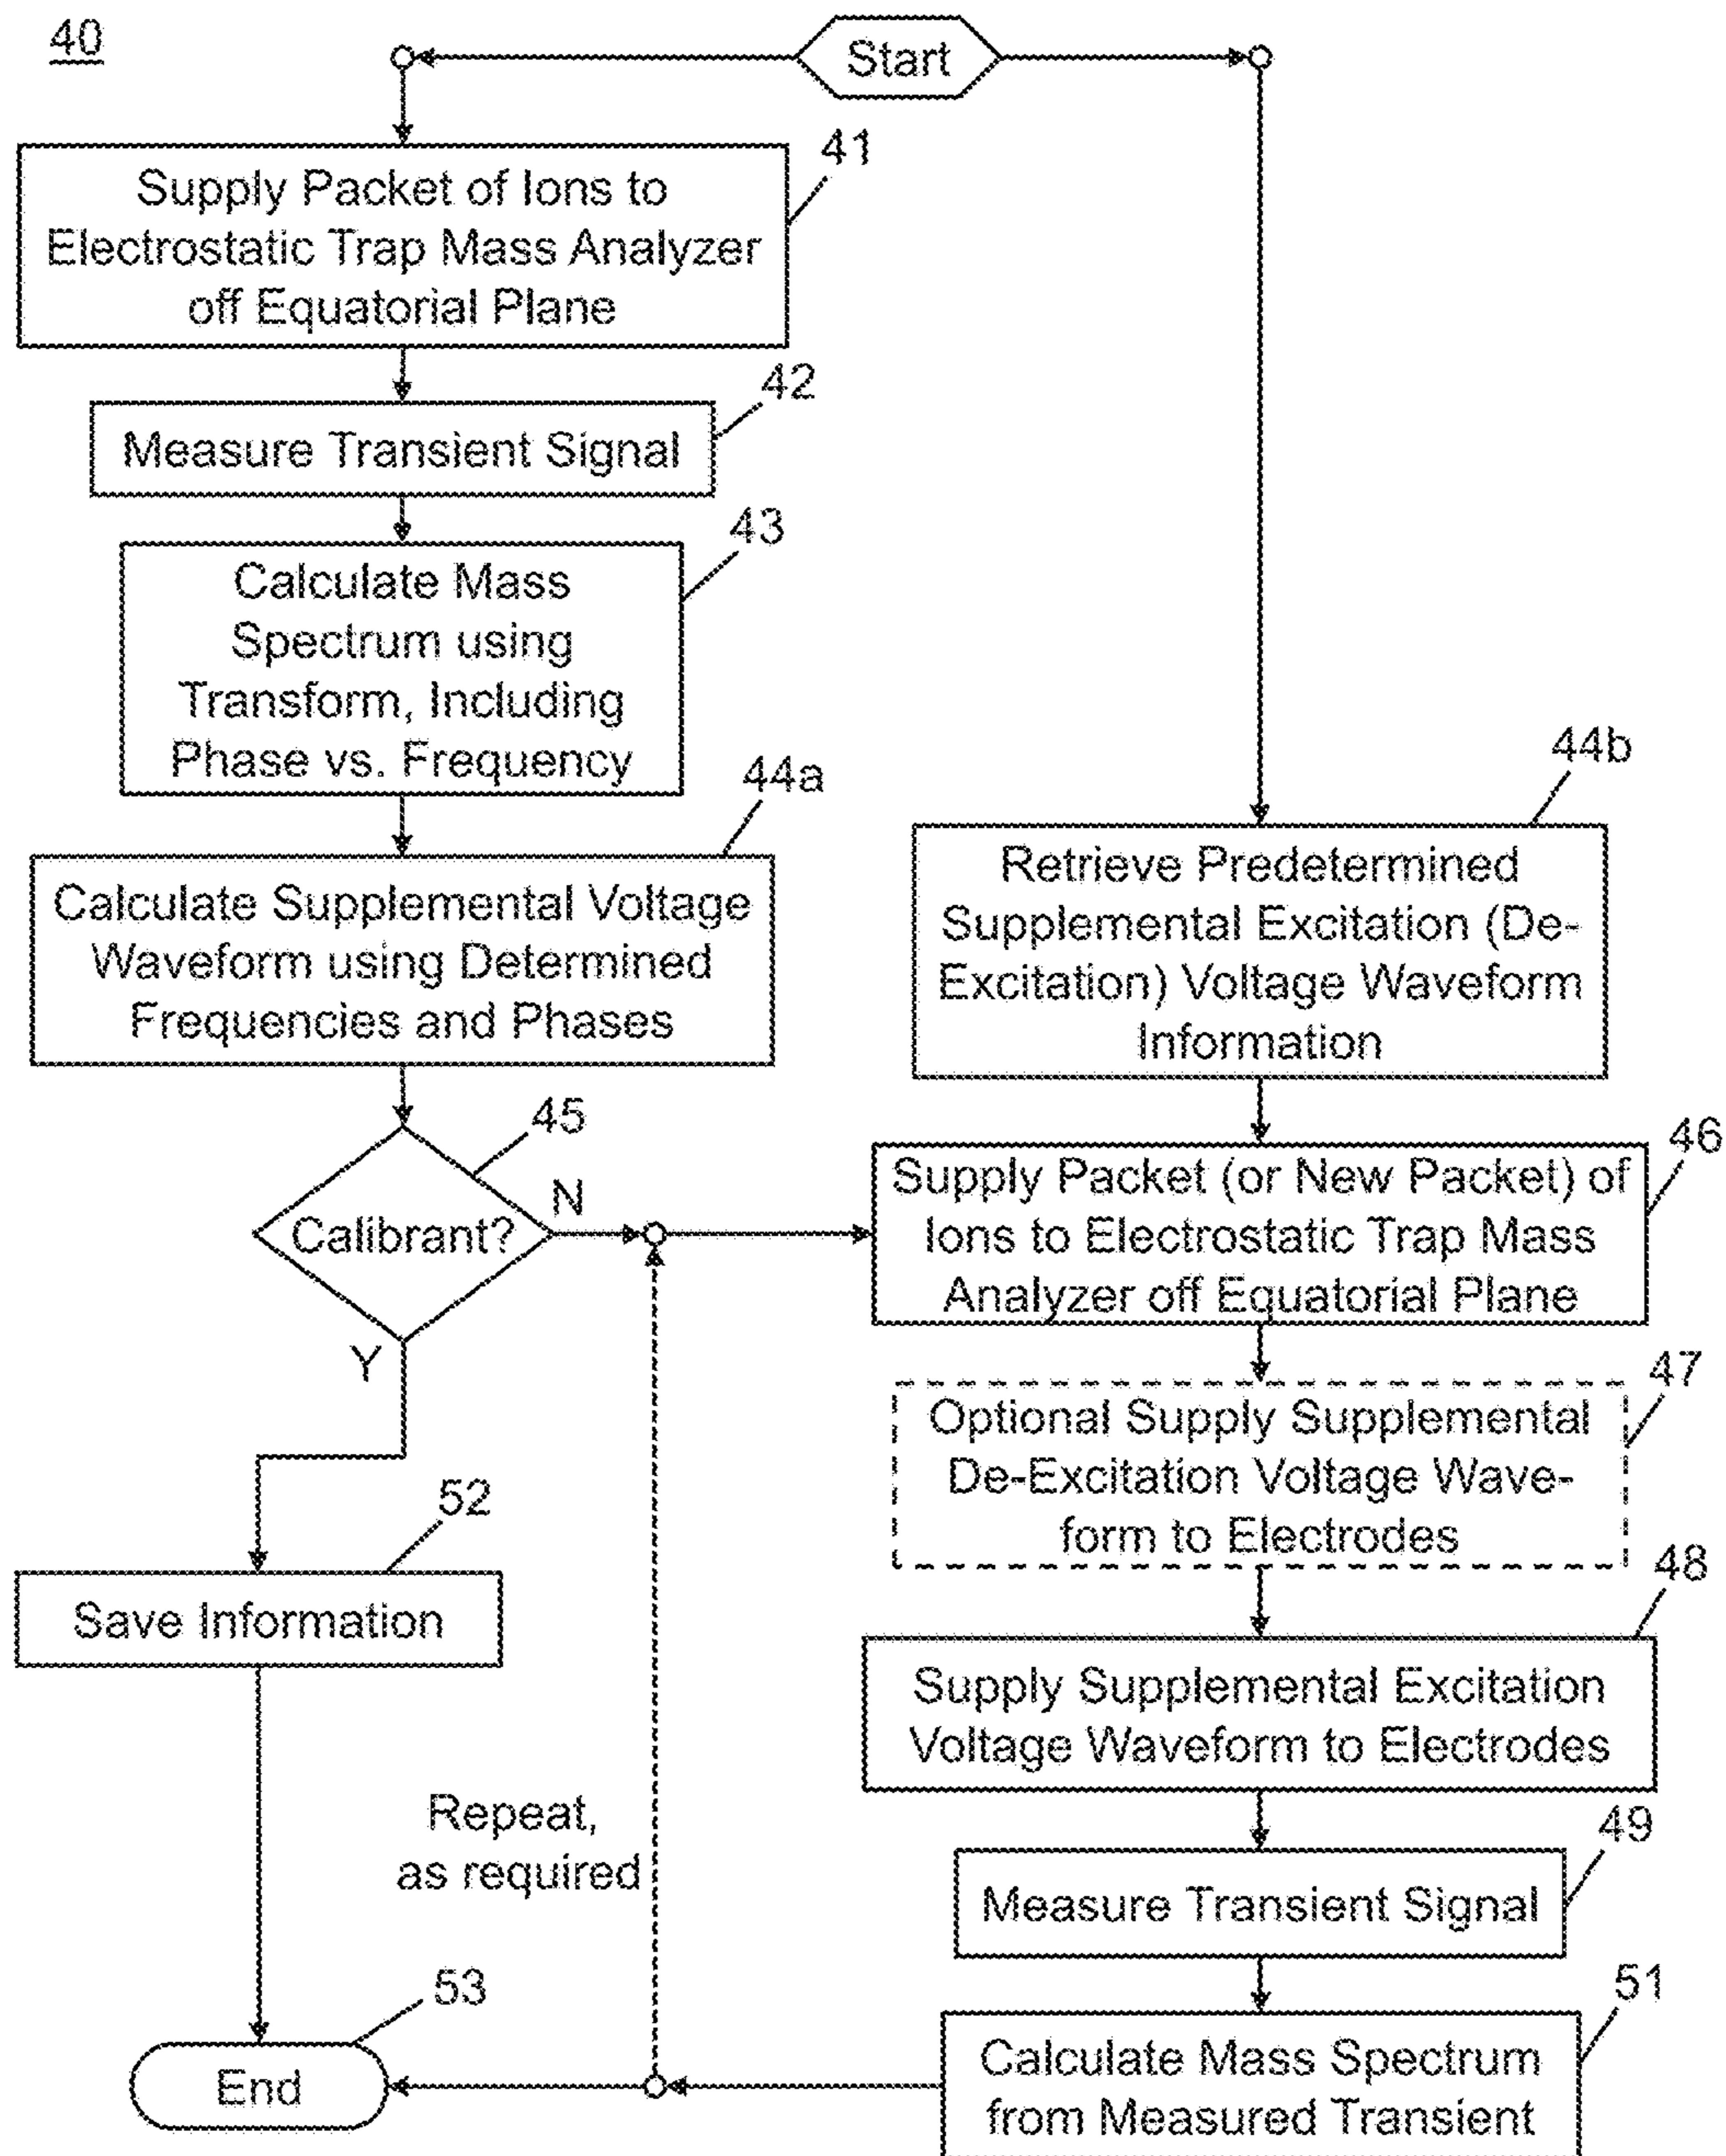 40
Start
41
Supply Packet of Ions to
Electrostatic Trap Mass Analyzer
off Equatorial Plane
42
Measure Transient Signal
43
Calculate Mass
Spectrum using
Transform, Including
Phase vs. Frequency
44a
Calculate Supplemental Voltage
Waveform using Determined
Frequencies and Phases
45
Calibrant?
N
Y
52
Save Information
Repeat,
as required
53
End
44b
Retrieve Predetermined
Supplemental Excitation (De-
Excitation) Voltage Waveform
Information
46
Supply Packet (or New Packet) of
Ions to Electrostatic Trap Mass
Analyzer off Equatorial Plane
47
Optional Supply Supplemental
De-Excitation Voltage Wave-
form to Electrodes
48
Supply Supplemental Excitation
Voltage Waveform to Electrodes
49
Measure Transient Signal
51
Calculate Mass Spectrum
from Measured Transient